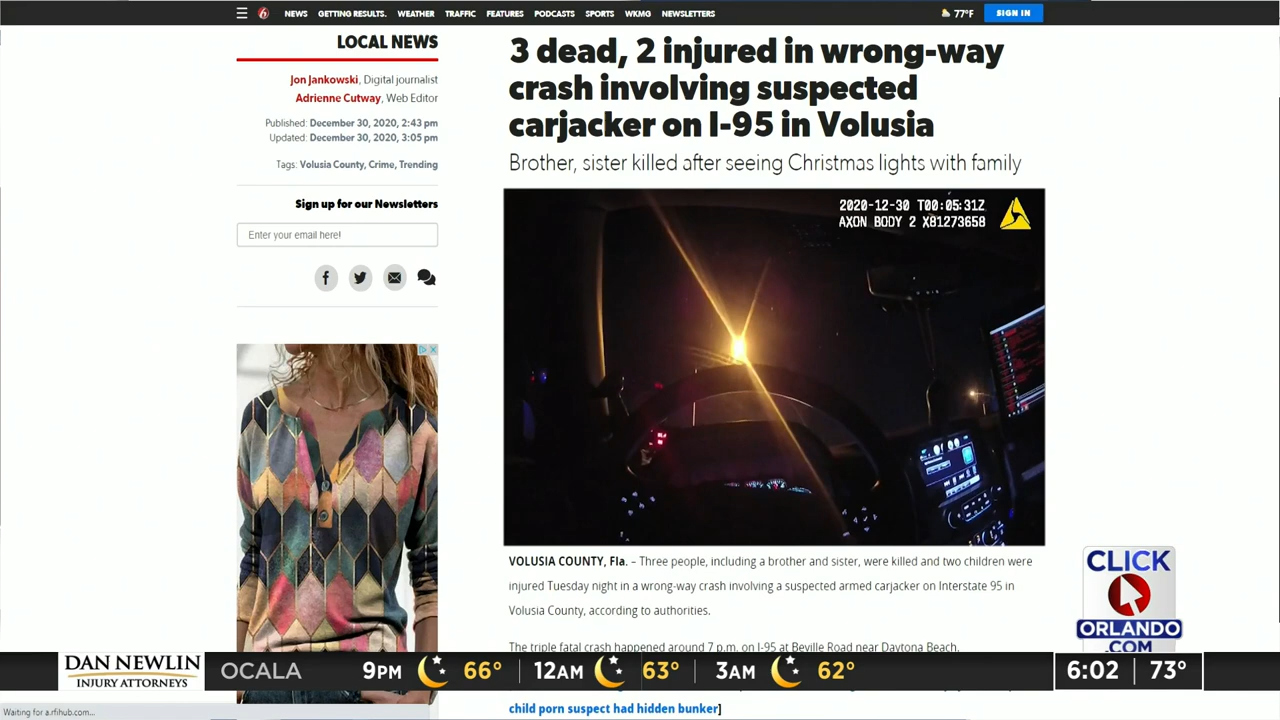 NEWS GETTING RESULTS. WEATHER TRAFFIC FEATURES PODCASTS SPORTS WKMG NEWSLETTERS 77°F SIGN IN
LOCAL NEWS
Jon Jankowski, Digital journalist
Adrienne Cutway, Web Editor
Published: December 30, 2020, 2:43 pm
Updated: December 30, 2020, 3:05 pm
Tags: Volusia County, Crime, Trending
Sign up for our Newsletters
Enter your email here!
3 dead, 2 injured in wrong-way
crash involving suspected
carjacker on I-95 in Volusia
Brother, sister killed after seeing Christmas lights with family
2020-12-30 T00:05:31Z
AXON BODY 2 X81273658
VOLUSIA COUNTY, Fla. – Three people, including a brother and sister, were killed and two children were
injured Tuesday night in a wrong-way crash involving a suspected armed carjacker on Interstate 95 in
Volusia County, according to authorities.
The triple fatal crash happened around 7 p.m. on I-95 at Beville Road near Daytona Beach.
child porn suspect had hidden bunker]
CLICK
ORLANDO
.COM
DAN NEWLIN
INJURY ATTORNEYS
OCALA 9PM 66° 12AM 63° 3AM 62° 6:02 73°
Waiting for a.rfihub.com...